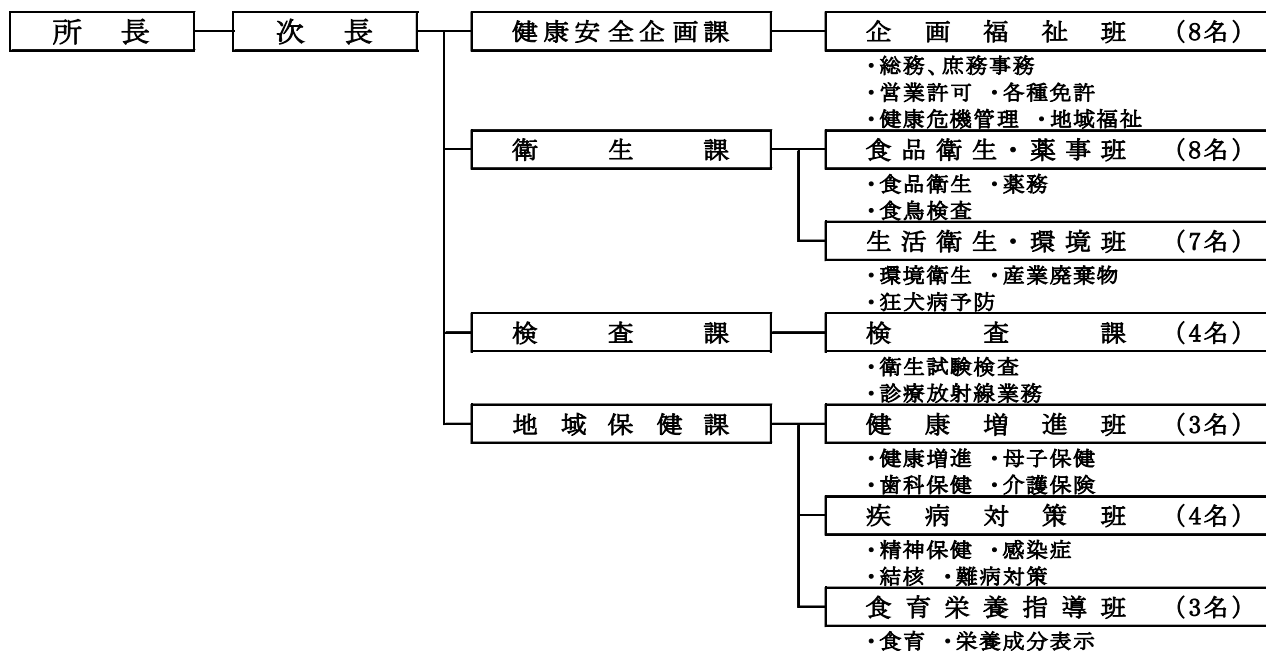 所長 次長 健康安全企画課 企画福祉班 (8名)
・総務、庶務事務
・営業許可 ・各種免許
・健康危機管理 ・地域福祉
衛生課 食品衛生・薬事班 (8名)
・食品衛生 ・薬務
・食鳥検査
生活衛生・環境班 (7名)
・環境衛生 ・産業廃棄物
・狂犬病予防
検査課 検査課 (4名)
・衛生試験検査
・診療放射線業務
地域保健課 健康増進班 (3名)
・健康増進 ・母子保健
・歯科保健 ・介護保険
疾病対策班 (4名)
・精神保健 ・感染症
・結核 ・難病対策
食育栄養指導班 (3名)
・食育 ・栄養成分表示